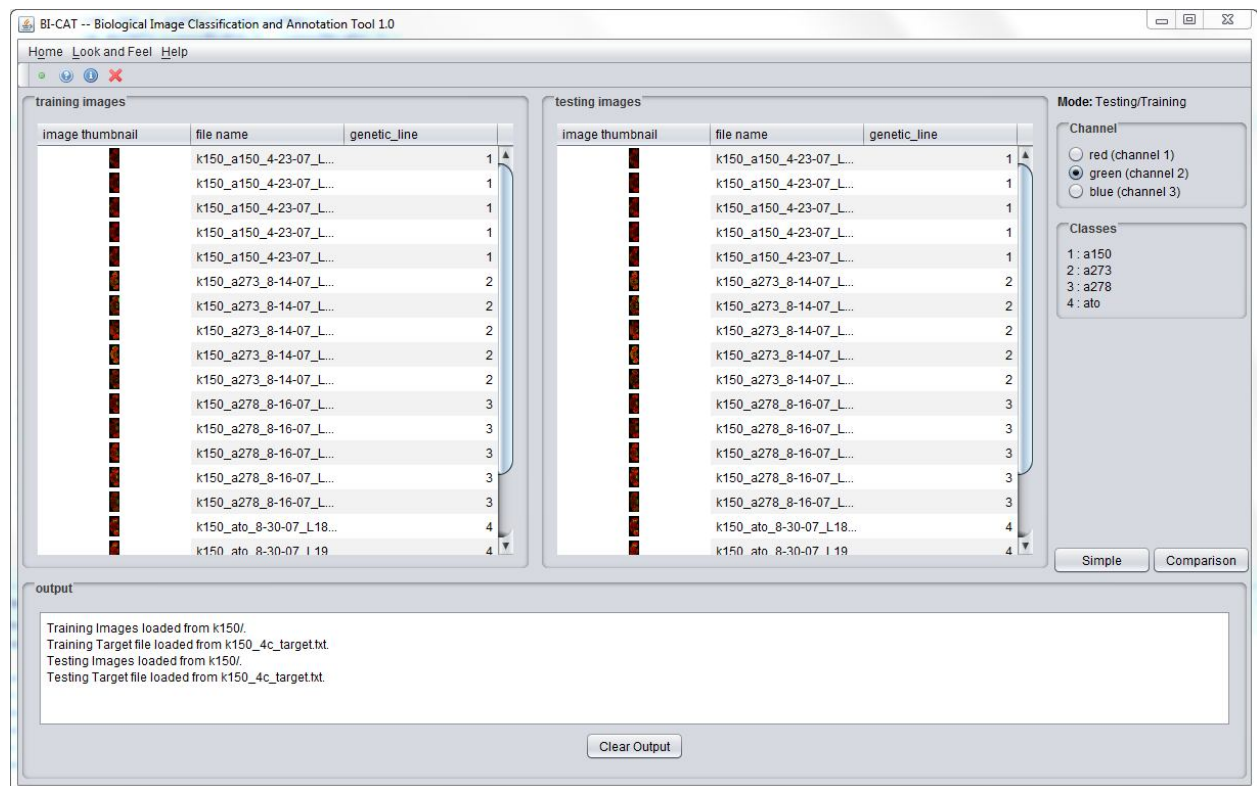 BI-CAT -- Biological Image Classification and Annotation Tool 1.0
Home Look and Feel Help
training images
image thumbnail file name genetic_line
k150_a150_4-23-07_L... 1
k150_a150_4-23-07_L... 1
k150_a150_4-23-07_L... 1
k150_a150_4-23-07_L... 1
k150_a150_4-23-07_L... 1
k150_a273_8-14-07_L... 2
k150_a273_8-14-07_L... 2
k150_a273_8-14-07_L... 2
k150_a273_8-14-07_L... 2
k150_a273_8-14-07_L... 2
k150_a278_8-16-07_L... 3
k150_a278_8-16-07_L... 3
k150_a278_8-16-07_L... 3
k150_a278_8-16-07_L... 3
k150_a278_8-16-07_L... 3
k150_ato_8-30-07_L18... 4
k150_ato_8-30-07_L19 4
testing images
image thumbnail file name genetic_line
k150_a150_4-23-07_L... 1
k150_a150_4-23-07_L... 1
k150_a150_4-23-07_L... 1
k150_a150_4-23-07_L... 1
k150_a150_4-23-07_L... 1
k150_a273_8-14-07_L... 2
k150_a273_8-14-07_L... 2
k150_a273_8-14-07_L... 2
k150_a273_8-14-07_L... 2
k150_a273_8-14-07_L... 2
k150_a278_8-16-07_L... 3
k150_a278_8-16-07_L... 3
k150_a278_8-16-07_L... 3
k150_a278_8-16-07_L... 3
k150_a278_8-16-07_L... 3
k150_ato_8-30-07_L18... 4
k150_ato_8-30-07_L19 4
Mode: Testing/Training
Channel
red (channel 1)
green (channel 2)
blue (channel 3)
Classes
1 : a150
2 : a273
3 : a278
4 : ato
Simple Comparison
output
Training Images loaded from k150/.
Training Target file loaded from k150_4c_target.txt.
Testing Images loaded from k150/.
Testing Target file loaded from k150_4c_target.txt.
Clear Output